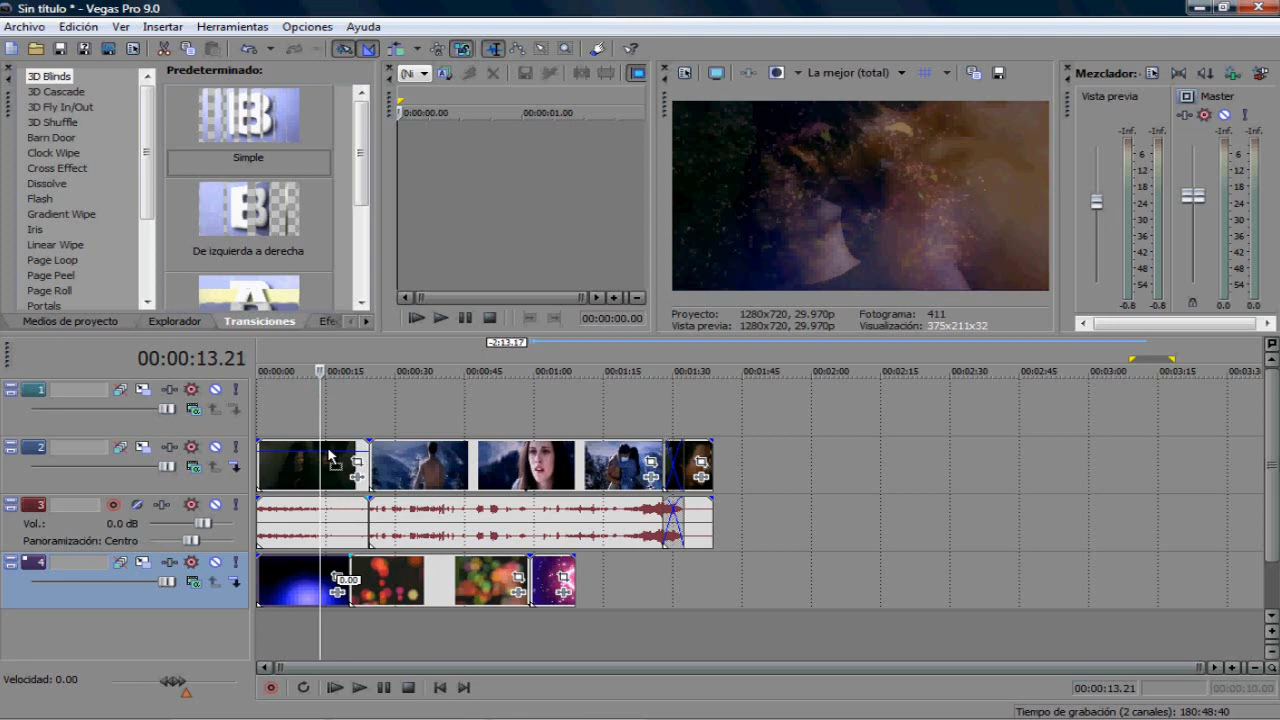 Sin título * - Vegas Pro 9.0
Archivo Edición Ver Insertar Herramientas Opciones Ayuda
3D Blinds
3D Cascade
3D Fly In/Out
3D Shuffle
Barn Door
Clock Wipe
Cross Effect
Dissolve
Flash
Gradient Wipe
Iris
Linear Wipe
Page Loop
Page Peel
Page Roll
Portals
Predeterminado:
Simple
De izquierda a derecha
Medios de proyecto Explorador Transiciones Efe
(Ni
0:00:00.00 00:00:01.00
00:00:00.00
La mejor (total)
Proyecto: 1280x720, 29.970p Fotograma: 411
Vista previa: 1280x720, 29.970p Visualización: 375x211x32
Mezclador:
Vista previa Master
-Inf. -Inf. -Inf.
6 6
12 12
18 18
24 24
30 30
36 36
42 42
48 48
54 54
-0.8 -0.8 0.0 0.0
00:00:13.21
-2:13.17
00:00:00 00:00:15 00:00:30 00:00:45 00:01:00 00:01:15 00:01:30 00:01:45 00:02:00 00:02:15 00:02:30 00:02:45 00:03:00 00:03:15 00:03:3
1
2
3
Vol.: 0.0 dB
Panoramización: Centro
4
0.00
Velocidad: 0.00
00:00:13.21 00:00:10.00
Tiempo de grabación (2 canales): 180:48:40